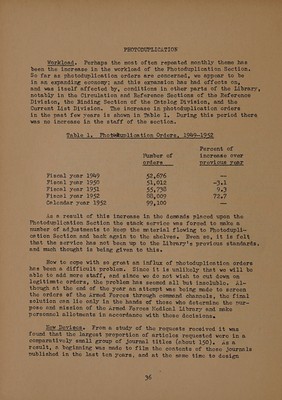 PHOTODUPLICATION
Workload. Perhaps the most often repeated monthly theme has
been the increase in the workload of the Photoduplication Section.
So far as photoduplication orders are concerned, we appear to be
in an expanding economy; and this expansion has had effects on,
and was itself affected by, conditions in other parts of the Library,
notably in the Circulation and Reference Sections of the Reference
Division, the Binding Section of the Catalog Division, and the
Current List Division. The increase in photoduplication orders
in the past few years is shown in Table 1. During this period there
was no increase in the staff of the section.
Table 1. Photoduplication Orders, 1949-1952
Percent of
Number of increase over
orders previous year
Fiscal year 1949 52,676 —
Fiscal year 1950 51,012 -3.1
Fiscal year 1951 55,738 9.3
Fiscal year 1952 88,009 72.7
Calendar year 1952 99,100 —
As a result of this increase in the demands placed upon the
Photoduplication Section the stack service was forced to make a
number of adjustments to keep the material flowing to Photodupli-
cation Section and back again to the shelves. Even so, it is felt
that the service has not been up to the Library's previous standards,
and much thought is being given to this.
How to cope with so great an influx of photoduplication orders
has been a difficult problem. Since it is unlikely that we will be
able to add more staff, and since we do not wish to cut down on
legitimate orders, the problem has seemed all but insoluble. Al-
though at the end of the year an attempt was being made to screen
the orders of the Armed Forces through command channels, the final
solution can lie only in the hands of those who determine the pur-
pose and mission of the Armed Forces Medical Library and make
personnel allotments in accordance with those decisions.
New Devices. From a study of the requests received it was
found that the largest proportion of articles requested were in a
comparatively small group of journal titles (about 150). As a
result, a beginning was made to film the contents of those journals
published in the last ten years, and at the same time to design
36